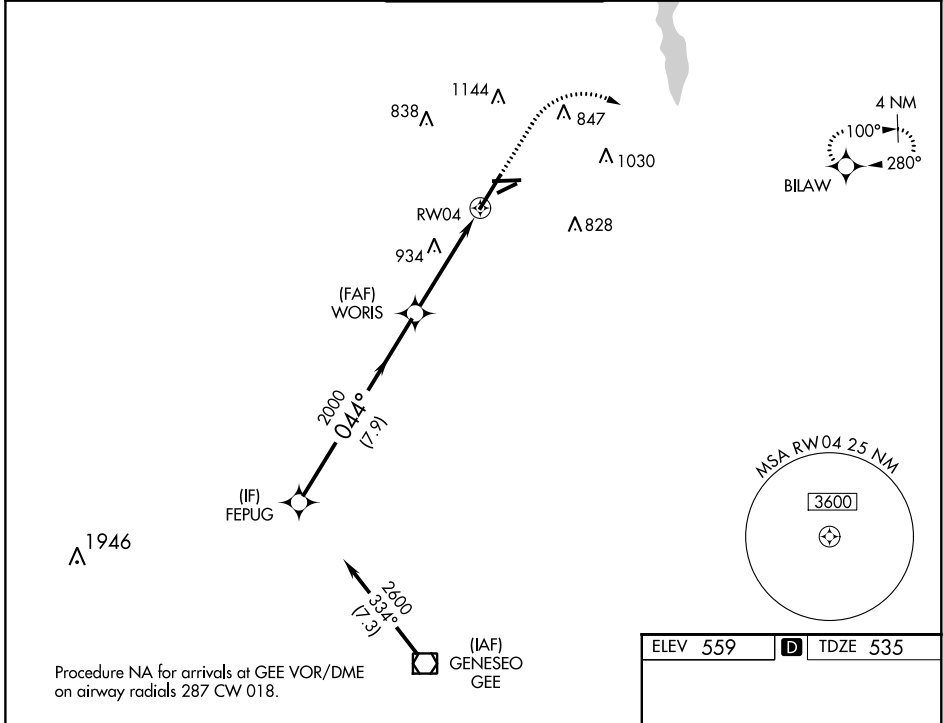 1144
838
847
4 NM
100°
280°
1030
BILAW
RW04
828
934
(FAF)
WORIS
2000
044°
(7.9)
MSA RW04 25 NM
3600
(IF)
FEPUG
1946
2600
334°
(7.3)
(IAF)
GENESEO
GEE
ELEV 559 D TDZE 535
Procedure NA for arrivals at GEE VOR/DME
on airway radials 287 CW 018.